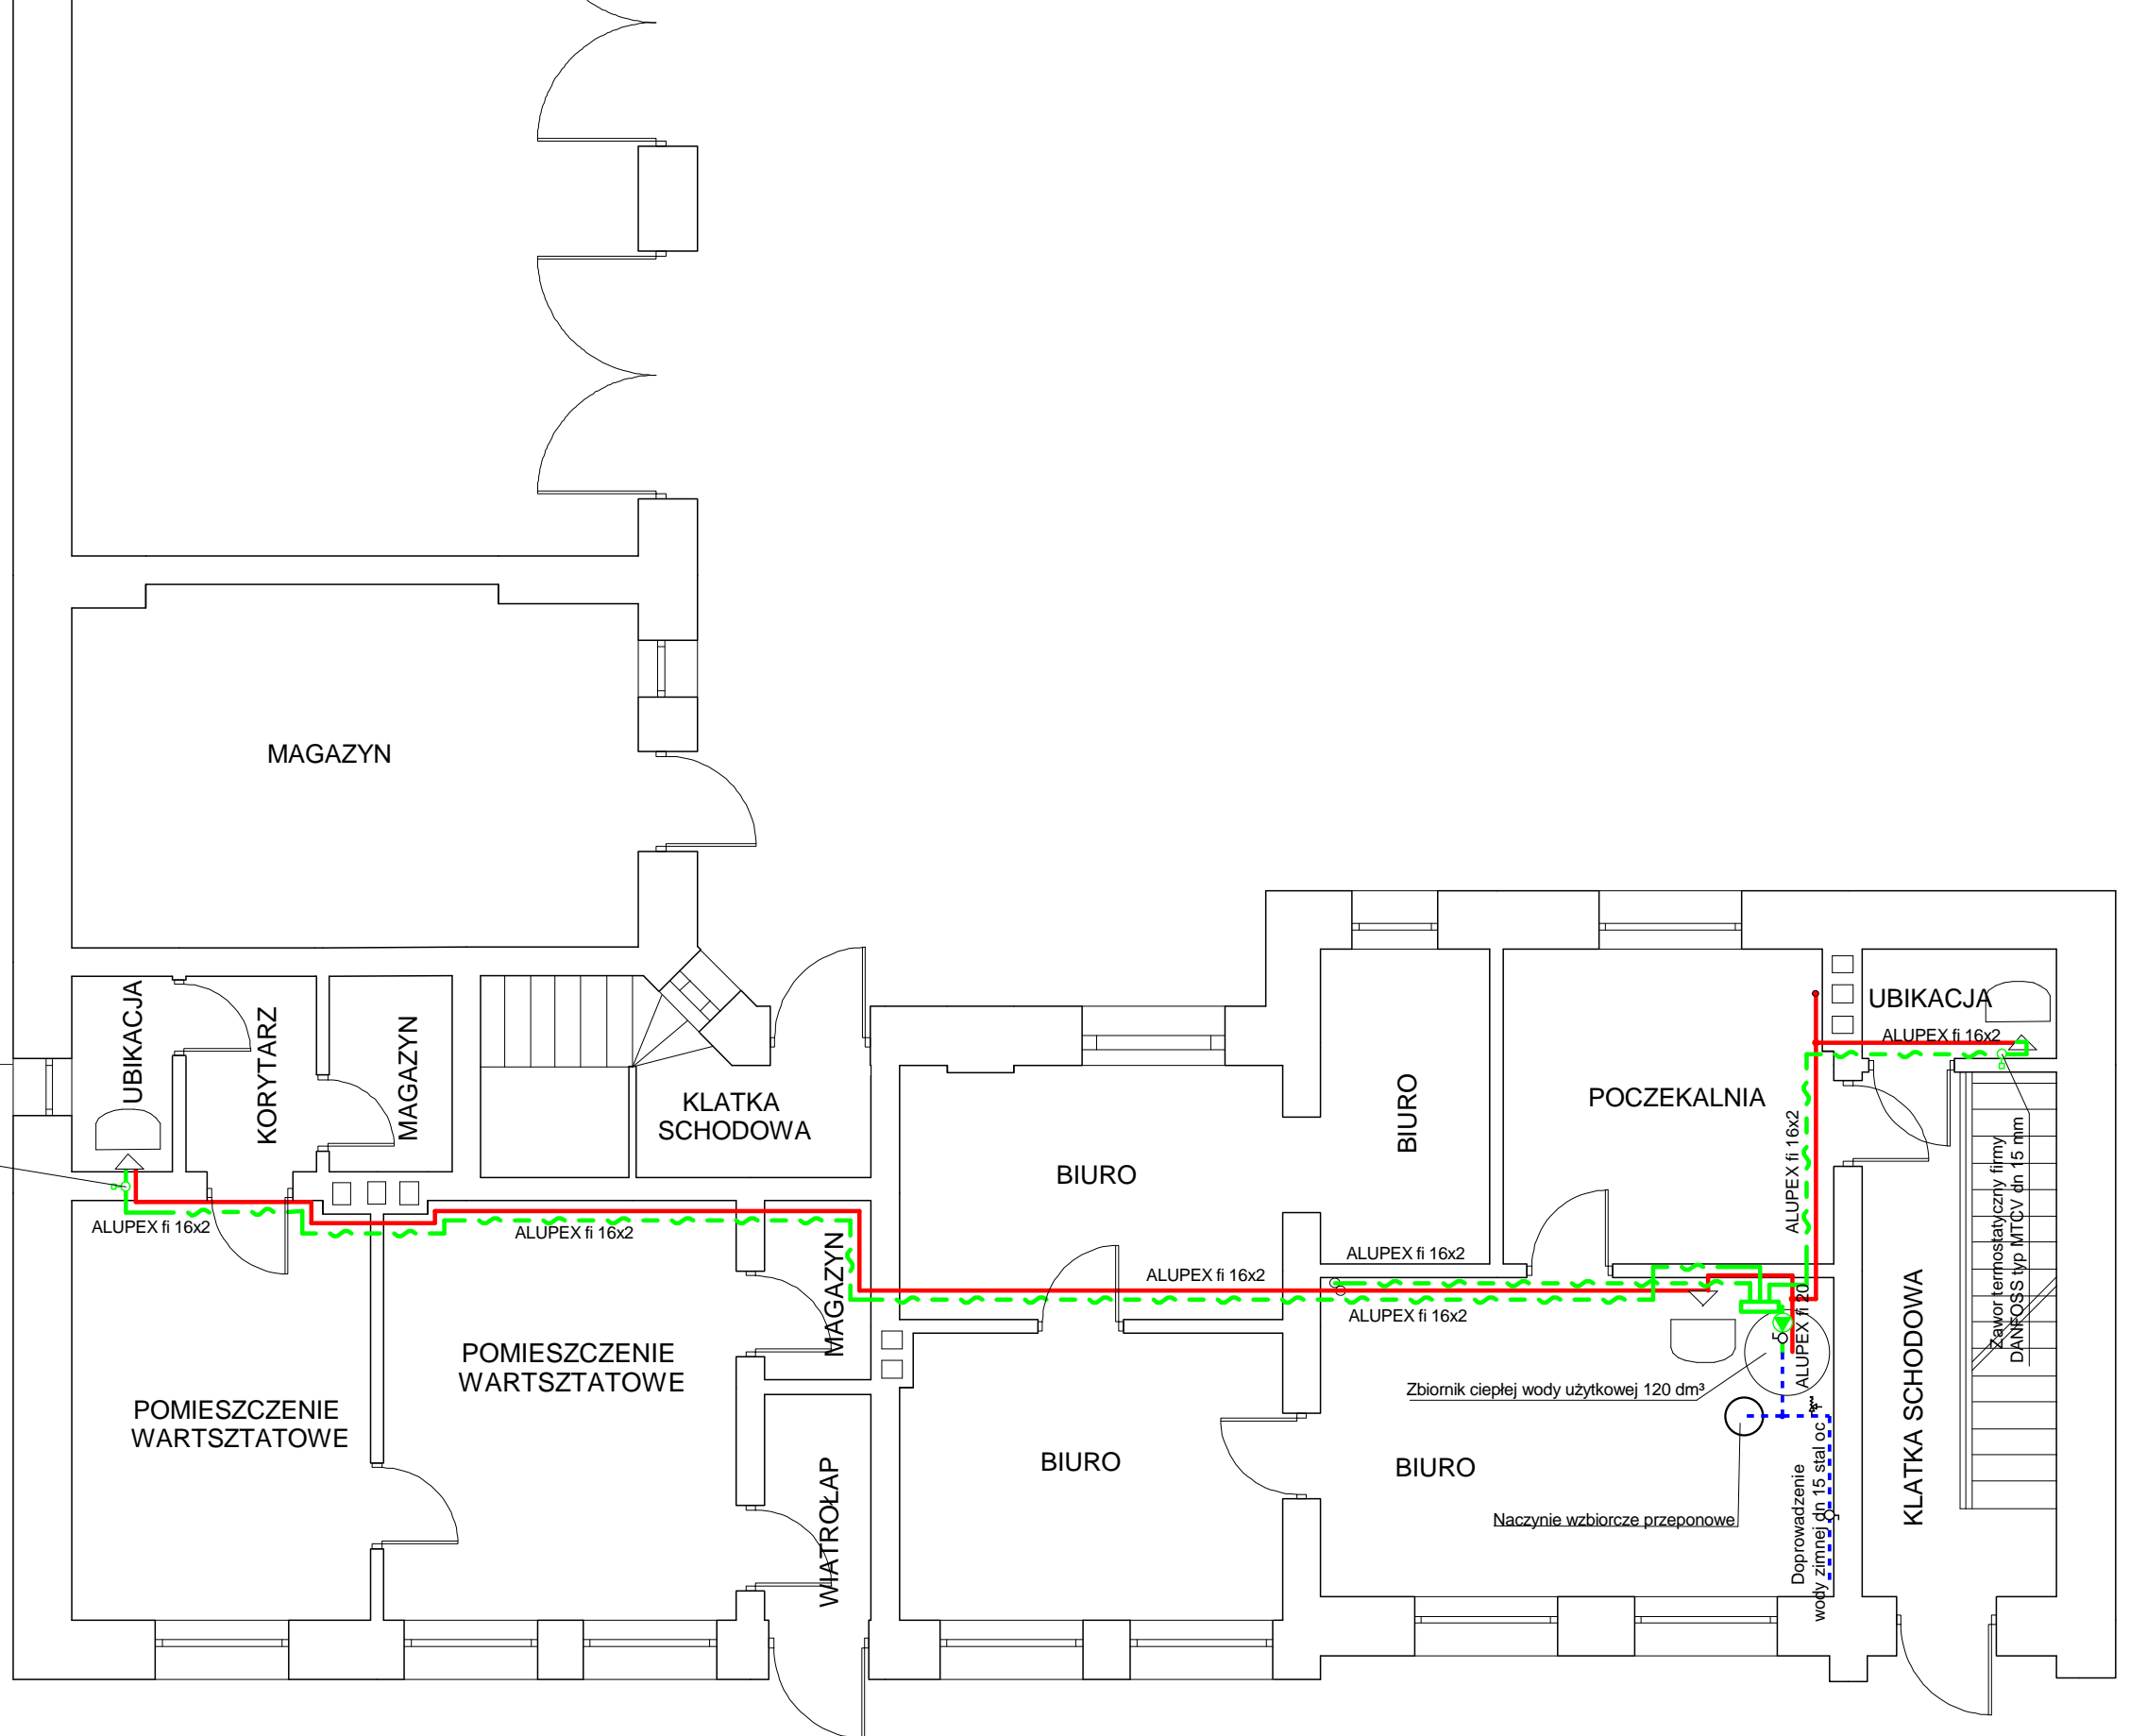 MAGAZYN
UBIKACJA
KORYTARZ
MAGAZYN
KLATKA
SCHODOWA
BIURO
BIURO
POCZEKALNIA
UBIKACJA
ALUPEX fi 16x2
ALUPEX fi 16x2
Zawor termostatyczny firmy
DANFOSS typ MTCV dn 15 mm
ALUPEX fi 16x2
ALUPEX fi 16x2
MAGAZYN
ALUPEX fi 16x2
ALUPEX fi 16x2
ALUPEX fi 16x2
ALUPEX fi 20
POMIESZCZENIE
WARTSZTATOWE
POMIESZCZENIE
WARTSZTATOWE
Zbiornik ciepłej wody użytkowej 120 dm³
KLATKA SCHODOWA
WIATROŁAP
BIURO
BIURO
Naczynie wzbiorcze przeponowe
Doprowadzenie
wody zimnej dn 15 stal oc